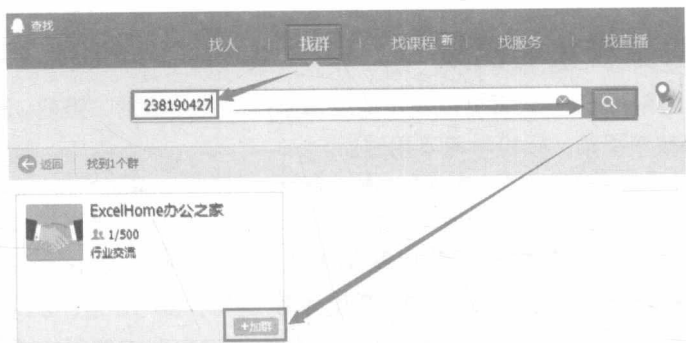 查找
找人 找群 找课程 新 找服务 找直播
238190427
返回 找到1个群
ExcelHome办公之家
1/500
行业交流
+加群